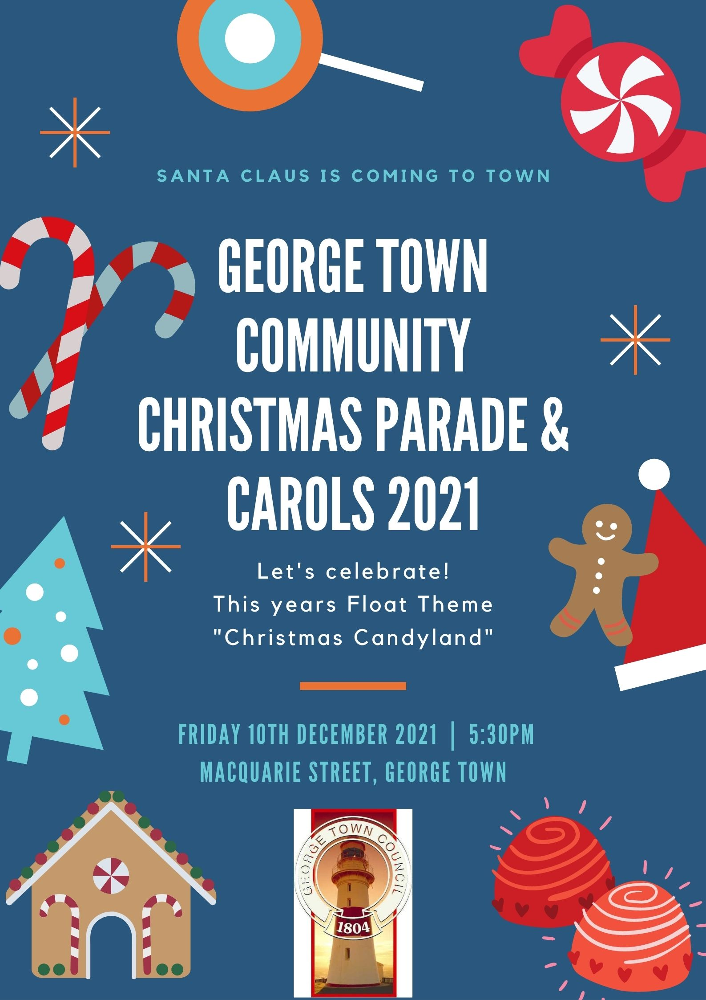 SANTA CLAUS IS COMING TO TOWN
GEORGE TOWN
COMMUNITY
CHRISTMAS PARADE &
CAROLS 2021
Let's celebrate!
This years Float Theme
"Christmas Candyland"
FRIDAY 10TH DECEMBER 2021 | 5:30PM
MACQUARIE STREET, GEORGE TOWN
GEORGE TOWN COUNCIL
1804